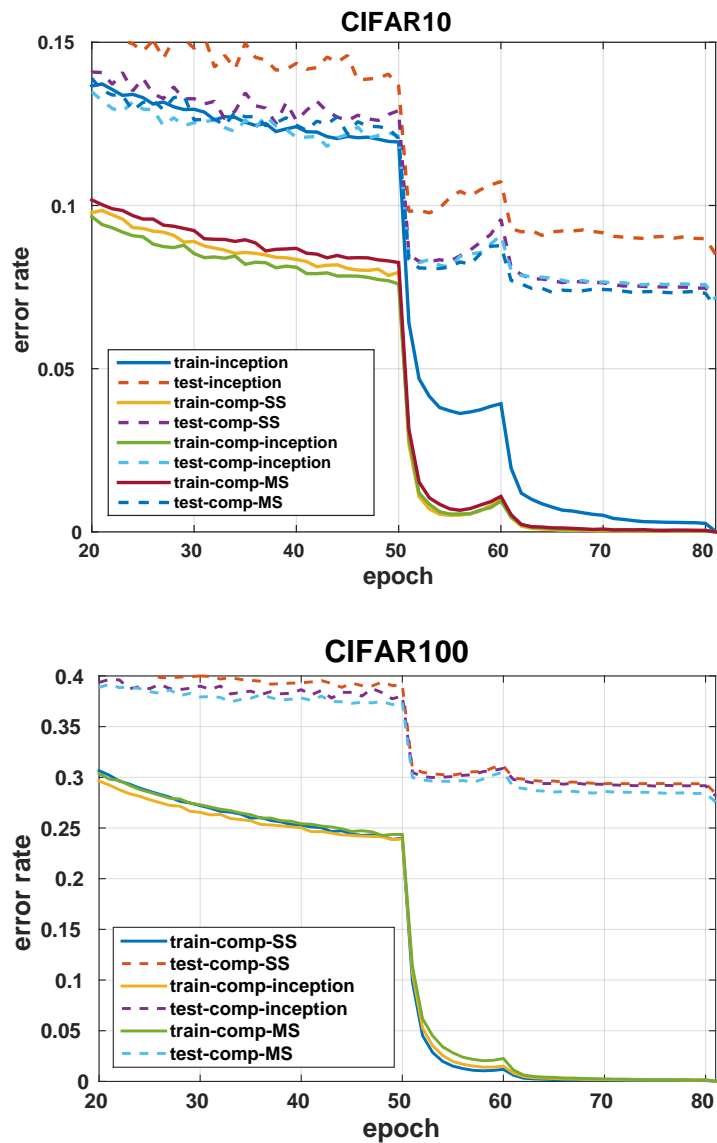 CIFAR10
0.15
0.1
0.05
0
error rate
train-inception
test-inception
train-comp-SS
test-comp-SS
train-comp-inception
test-comp-inception
train-comp-MS
test-comp-MS
20 30 40 50 60 70 80
epoch
CIFAR100
0.4
0.35
0.3
0.25
0.2
0.15
0.1
0.05
0
error rate
train-comp-SS
test-comp-SS
train-comp-inception
test-comp-inception
train-comp-MS
test-comp-MS
20 30 40 50 60 70 80
epoch